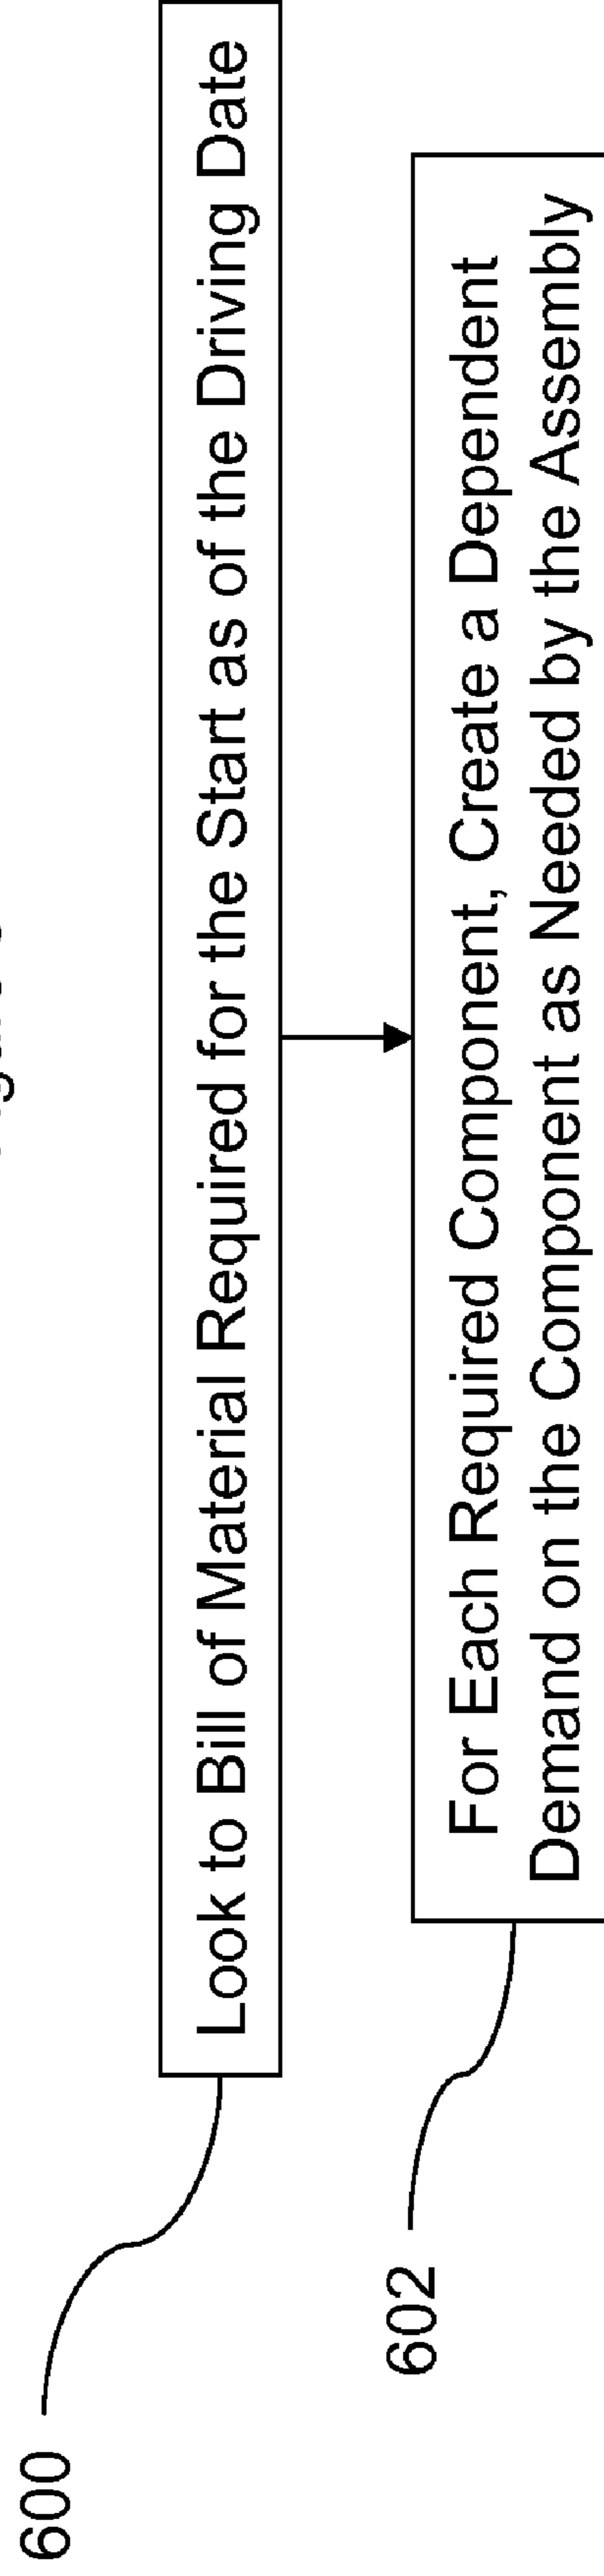 600
Look to Bill of Material Required for the Start as of the Driving Date
602
For Each Required Component, Create a Dependent
Demand on the Component as Needed by the Assembly